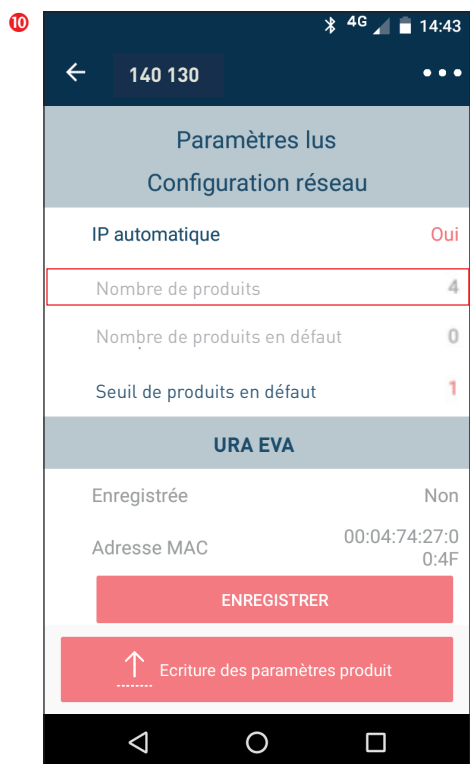 10
4G 14:43
140 130
Paramètres lus
Configuration réseau
IP automatique Oui
Nombre de produits 4
Nombre de produits en défaut 0
Seuil de produits en défaut 1
URA EVA
Enregistrée Non
Adresse MAC 00:04:74:27:0
0:4F
ENREGISTRER
Ecriture des paramètres produit